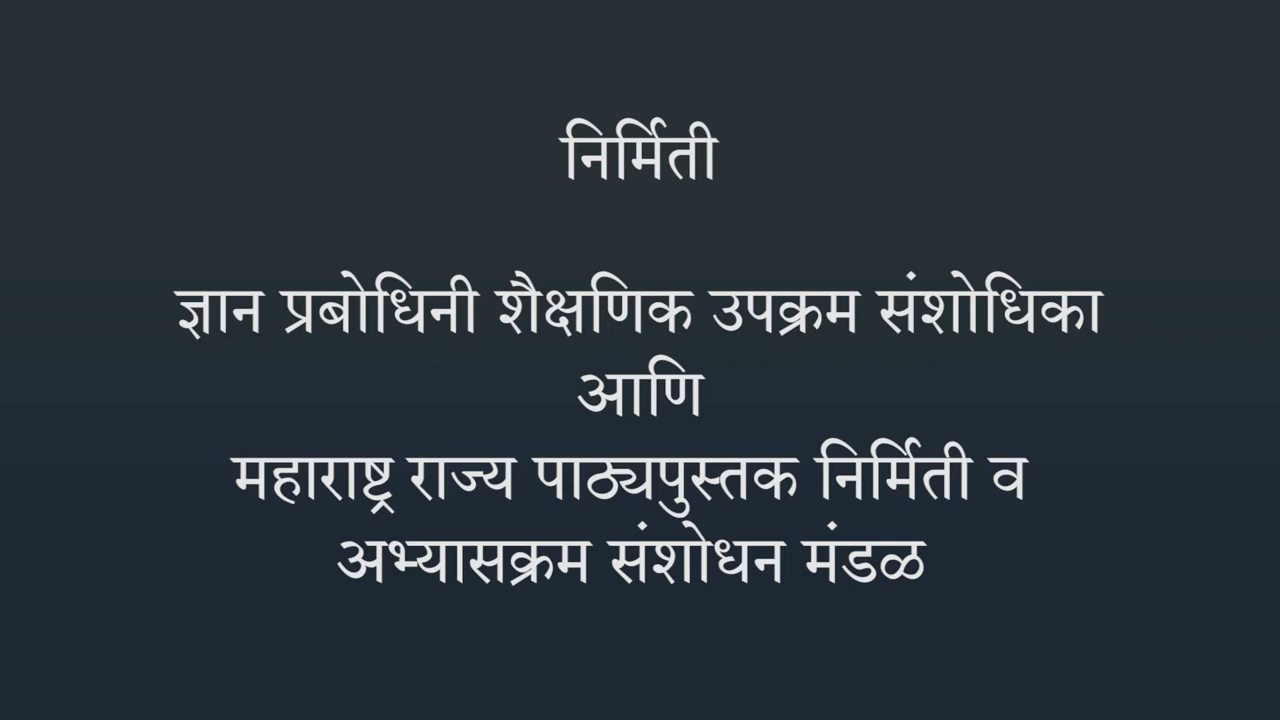 निर्मिती
ज्ञान प्रबोधिनी शैक्षणिक उपक्रम संशोधिका
आणि
महाराष्ट्र राज्य पाठ्यपुस्तक निर्मिती व
अभ्यासक्रम संशोधन मंडळ